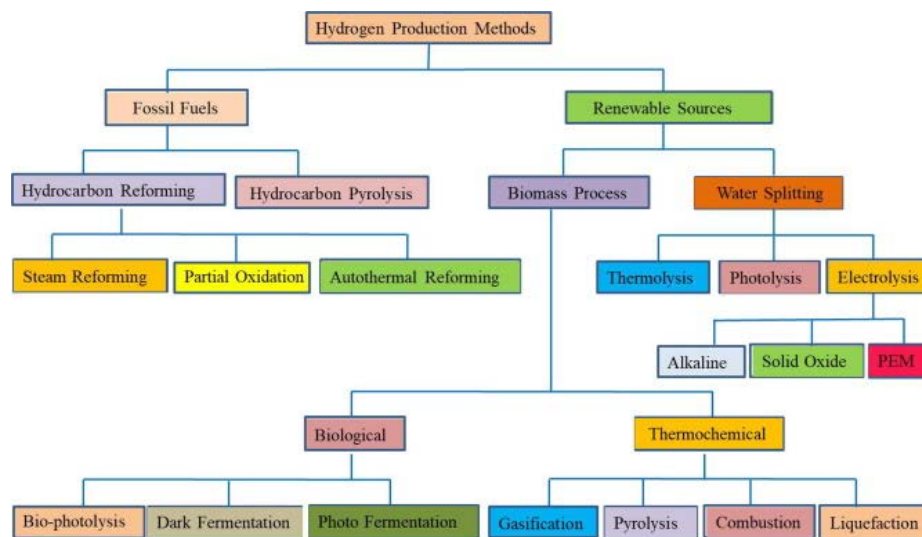 Hydrogen Production Methods
Fossil Fuels
Renewable Sources
Hydrocarbon Reforming
Hydrocarbon Pyrolysis
Biomass Process
Water Splitting
Steam Reforming
Partial Oxidation
Autothermal Reforming
Thermolysis
Photolysis
Electrolysis
Alkaline
Solid Oxide
PEM
Biological
Thermochemical
Bio-photolysis
Dark Fermentation
Photo Fermentation
Gasification
Pyrolysis
Combustion
Liquefaction